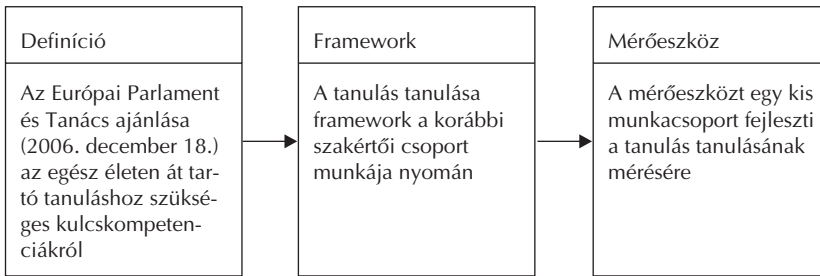 Definíció
Az Európai Parlament
és Tanács ajánlása
(2006. december 18.)
az egész életen át tar-
tó tanuláshoz szüksé-
ges kulcskompeten-
ciákról
Framework
A tanulás tanulása
framework a korábbi
szakértői csoport
munkája nyomán
Mérőeszköz
A mérőeszközt egy kis
munkacsoport fejleszti
a tanulás tanulásának
mérésére